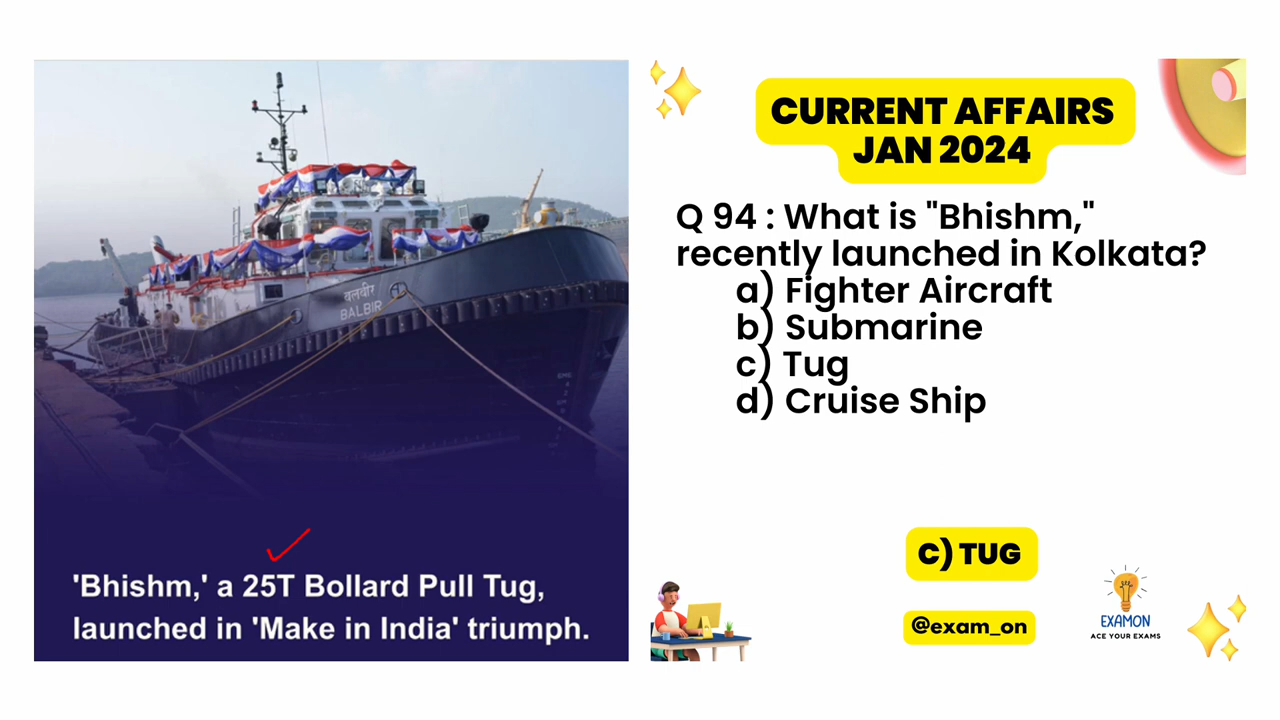 बलवीर
BALBIR
'Bhishm,' a 25T Bollard Pull Tug,
launched in 'Make in India' triumph.
CURRENT AFFAIRS
JAN 2024
Q 94 : What is "Bhishm,"
recently launched in Kolkata?
a) Fighter Aircraft
b) Submarine
c) Tug
d) Cruise Ship
C) TUG
@exam_on
EXAMON
ACE YOUR EXAMS